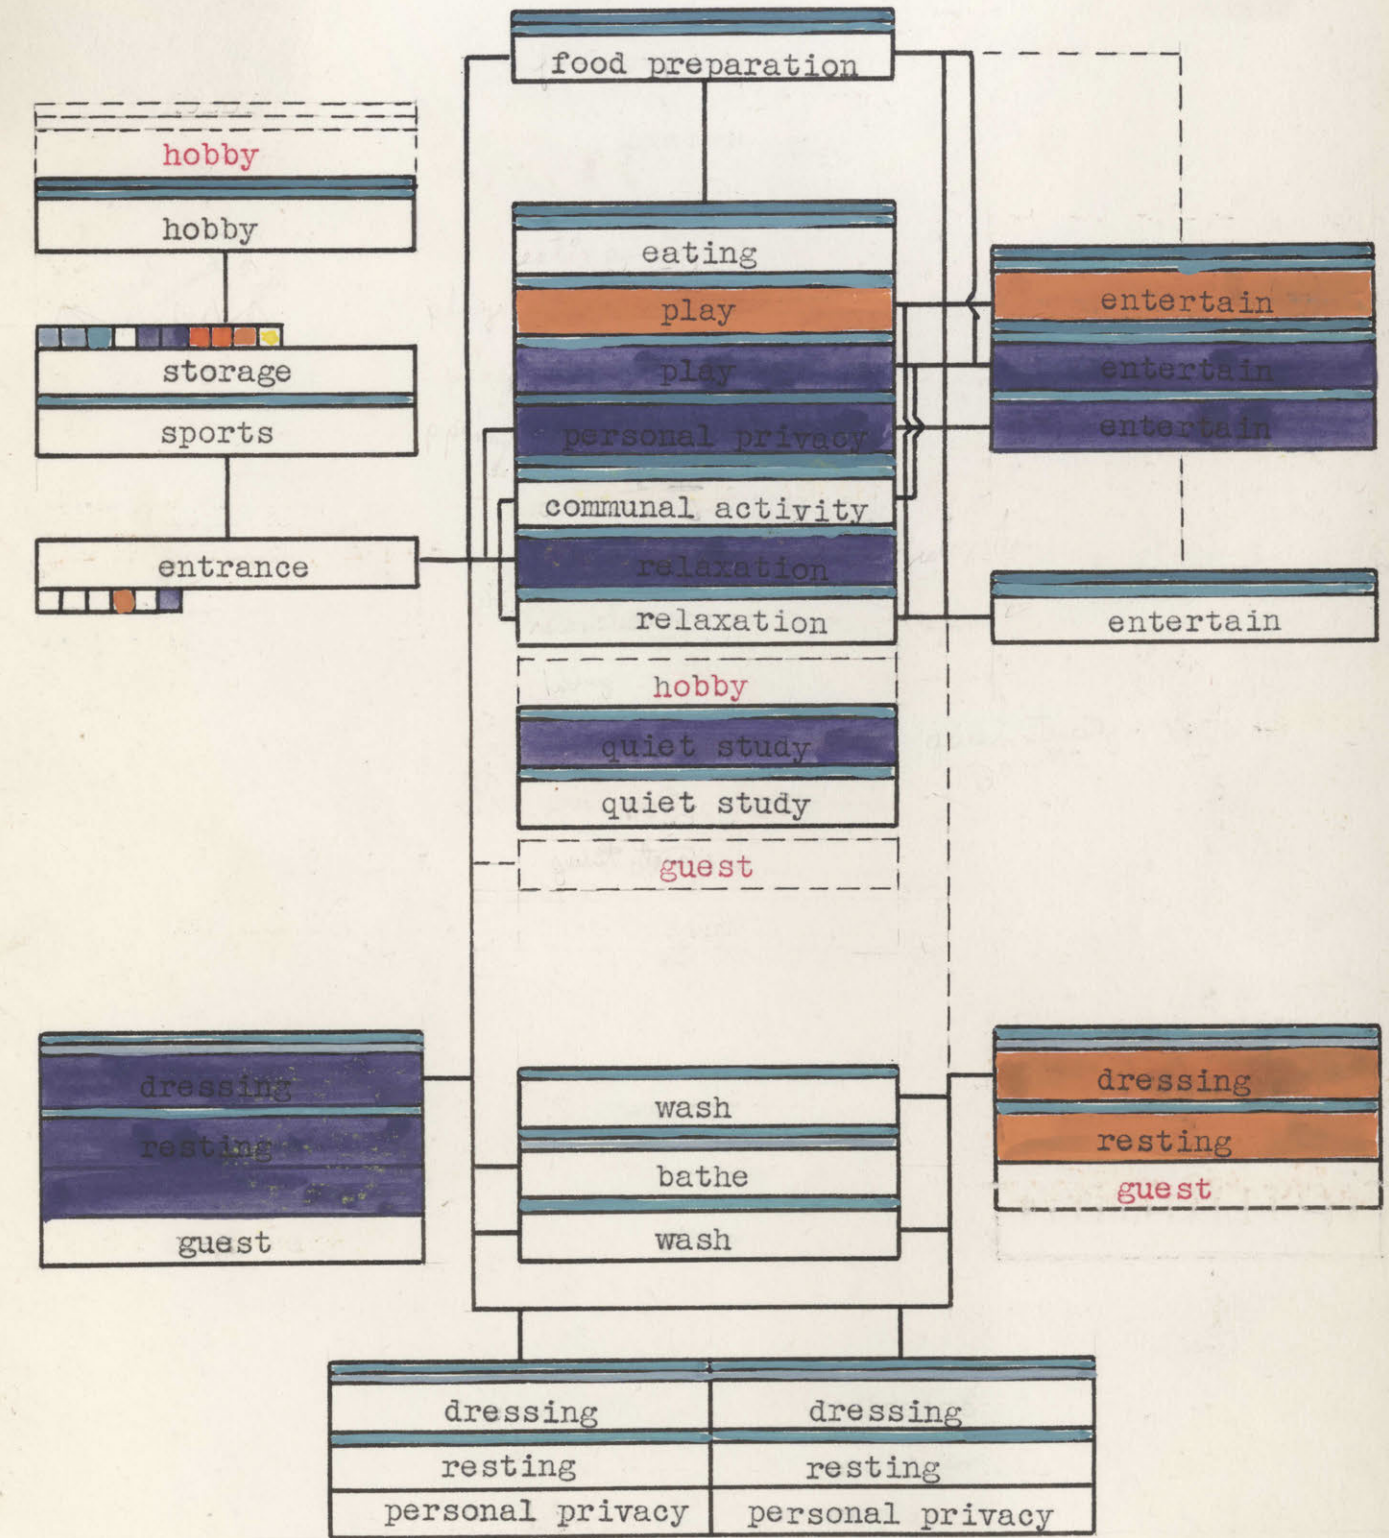 food preparation
hobby
hobby
storage
sports
entrance
eating
play
play
personal privacy
communal activity
relaxation
relaxation
hobby
quiet study
quiet study
guest
entertain
entertain
entertain
entertain
dressing
resting
guest
wash
bathe
wash
dressing
resting
guest
dressing dressing
resting resting
personal privacy personal privacy